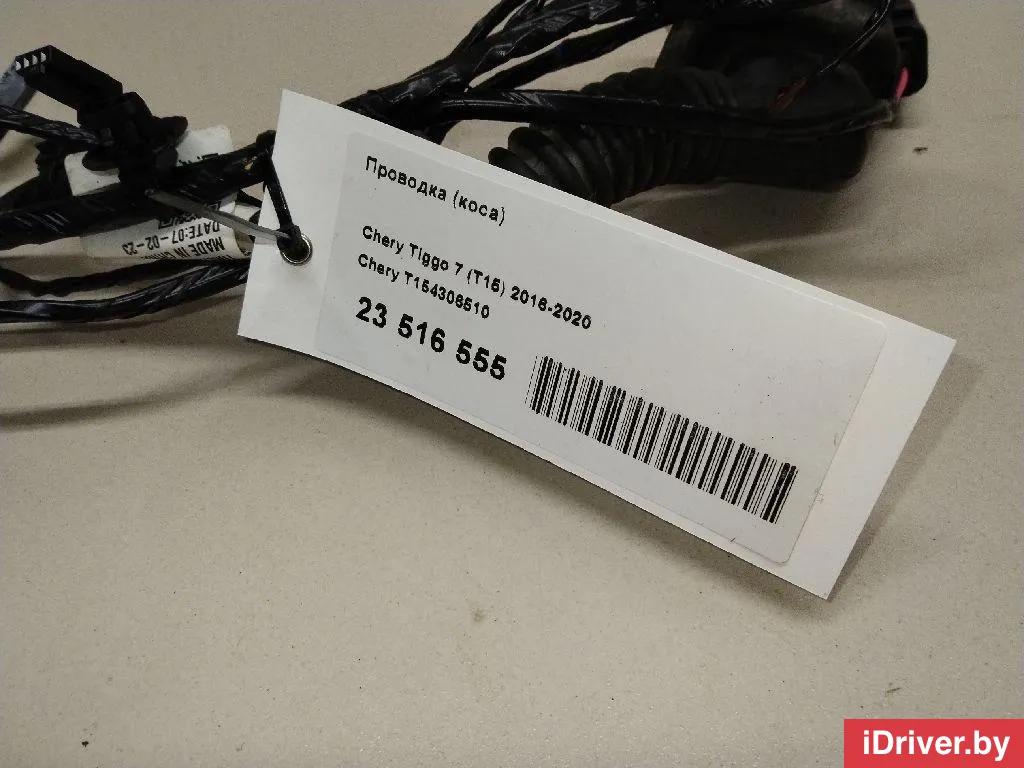 Проводка (коса)
Chery Tiggo 7 (T15) 2016-2020
Chery T154306510
23 516 555
DATE:07-02-23
MADE IN
iDriver.by